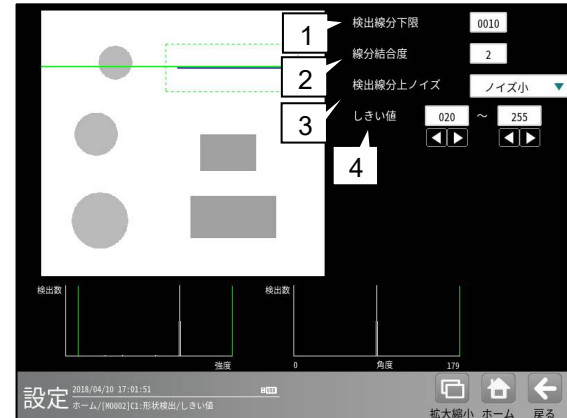 1
検出線分下限
0010
2
線分結合度
2
3
検出線分上ノイズ
ノイズ小
4
しきい値
020 ～ 255
検出数
強度
検出数
0
角度
179
設定
2018/04/10 17:01:51
ホーム/[M0002]C1:形状検出/しきい値
拡大縮小
ホーム
戻る